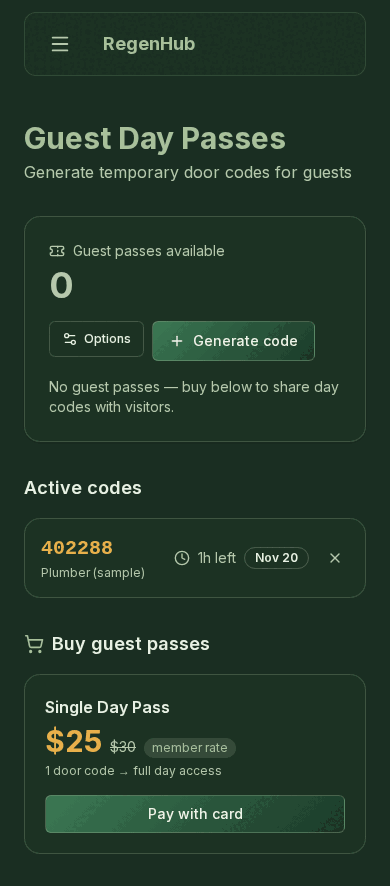 RegenHub
Guest Day Passes
Generate temporary door codes for guests
Guest passes available
0
Options
Generate code
No guest passes — buy below to share day
codes with visitors.
Active codes
402288
Plumber (sample)
1h left
Nov 20
Buy guest passes
Single Day Pass
$25 $30 member rate
1 door code → full day access
Pay with card